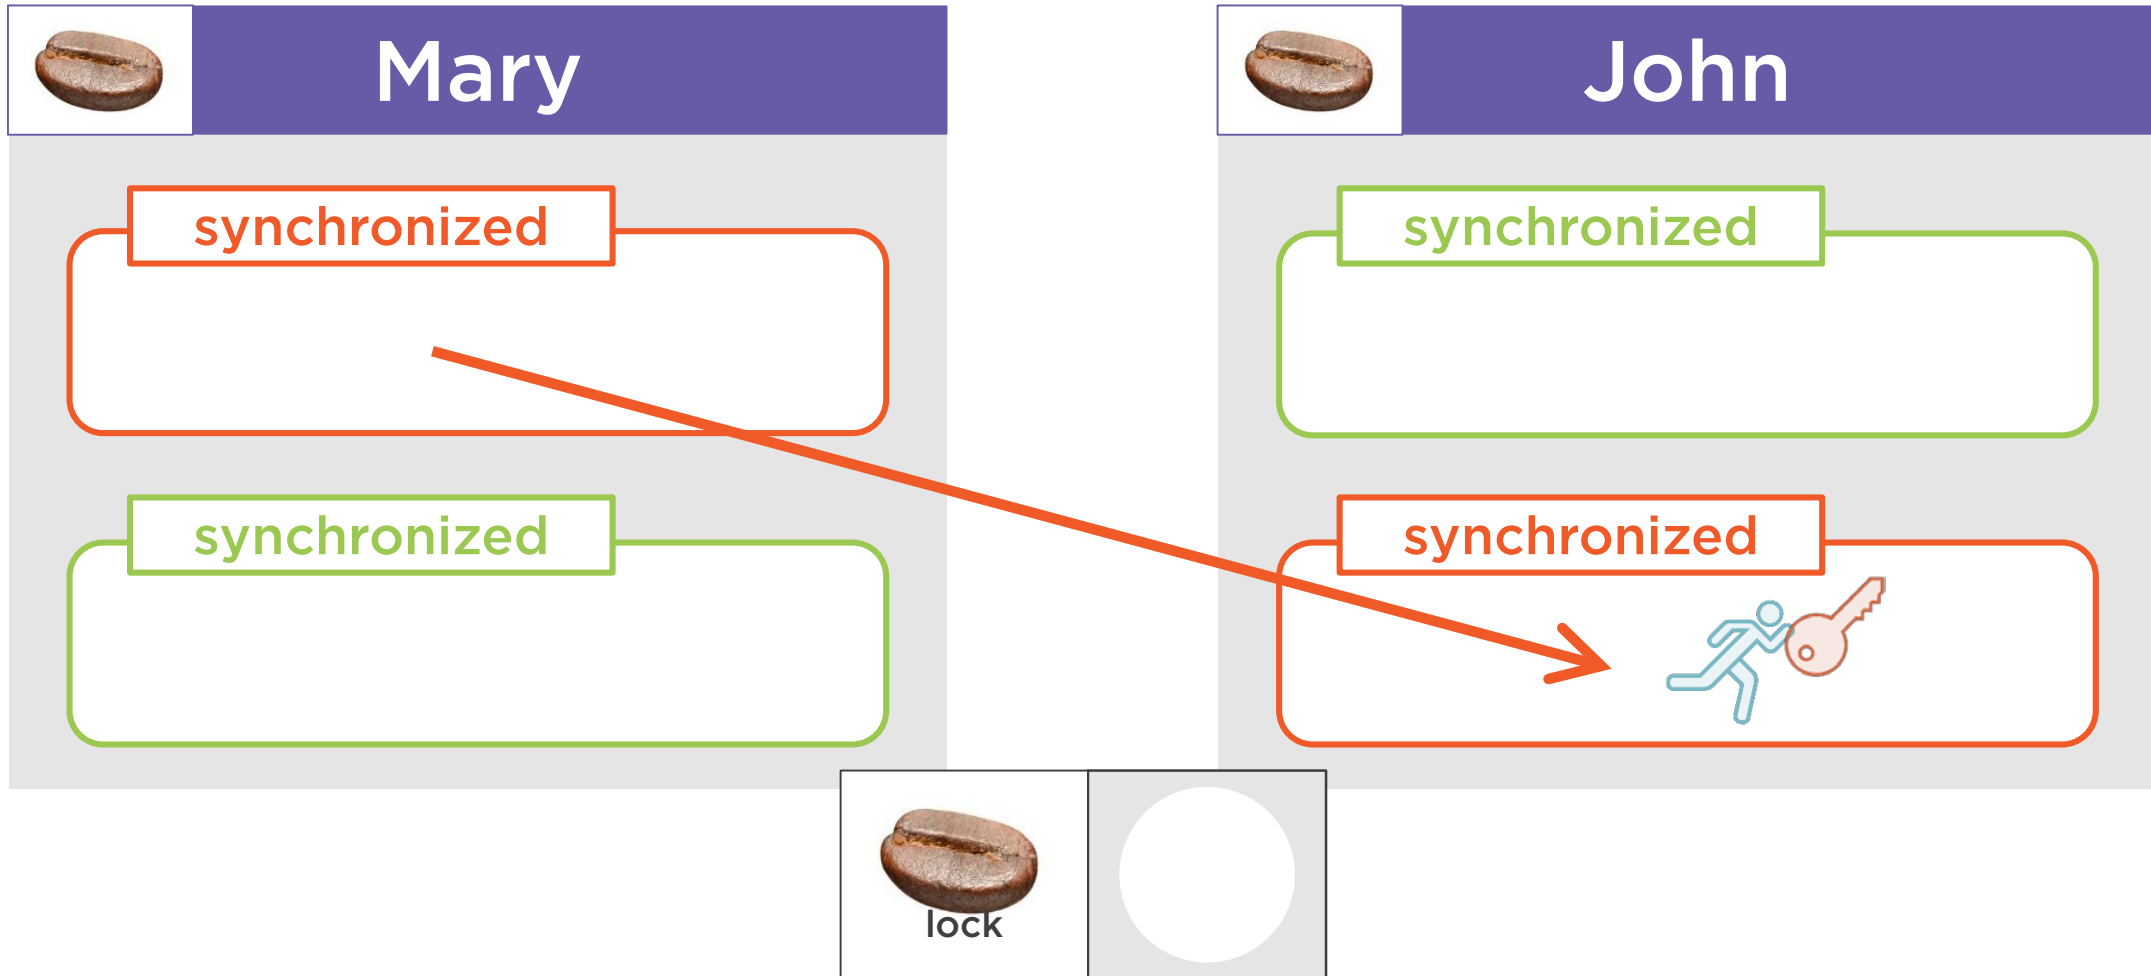 Mary
synchronized
synchronized
John
synchronized
synchronized
lock